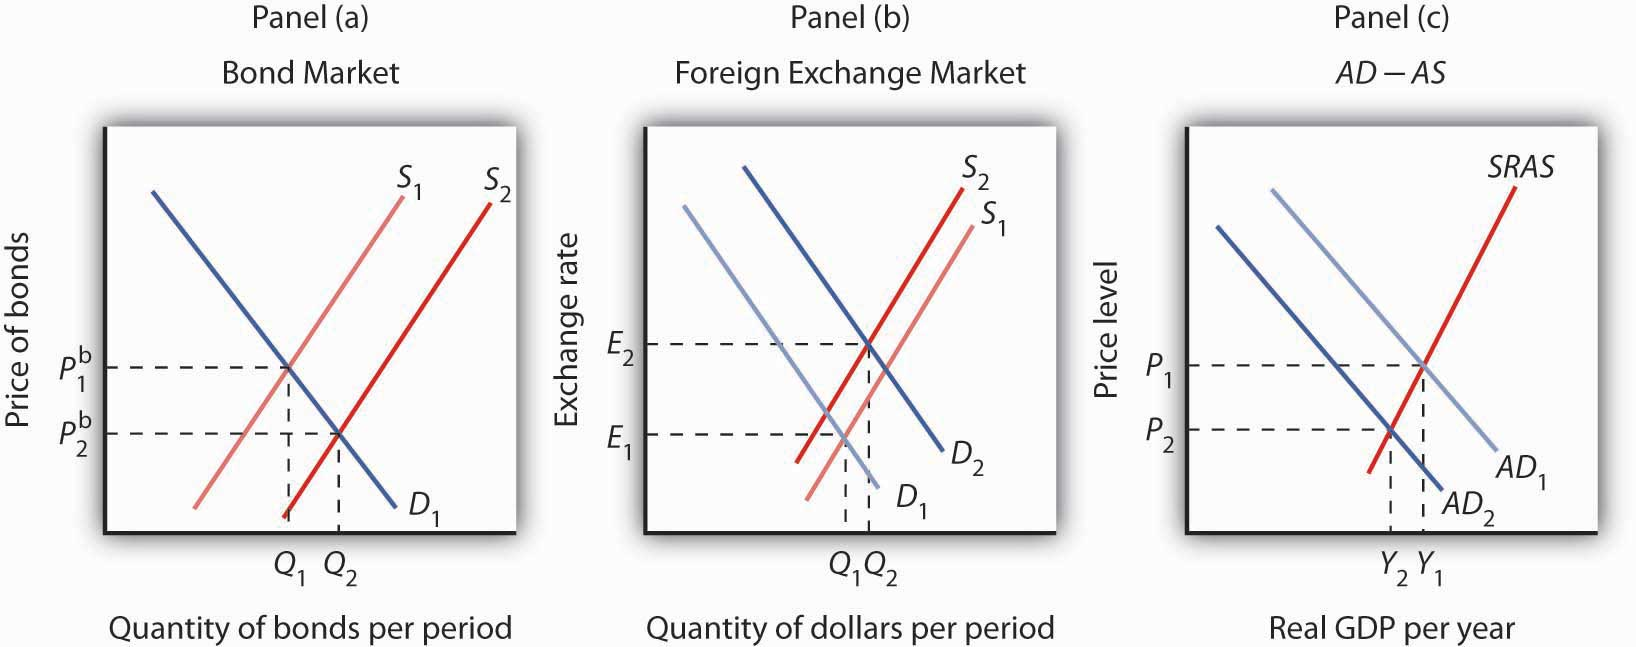 Panel (a)
Bond Market
Price of bonds
S1
S2
P1b
P2b
D1
Q1 Q2
Quantity of bonds per period
Panel (b)
Foreign Exchange Market
Exchange rate
S2
S1
E2
E1
D2
D1
Q1 Q2
Quantity of dollars per period
Panel (c)
AD – AS
Price level
SRAS
P1
P2
AD1
AD2
Y2 Y1
Real GDP per year